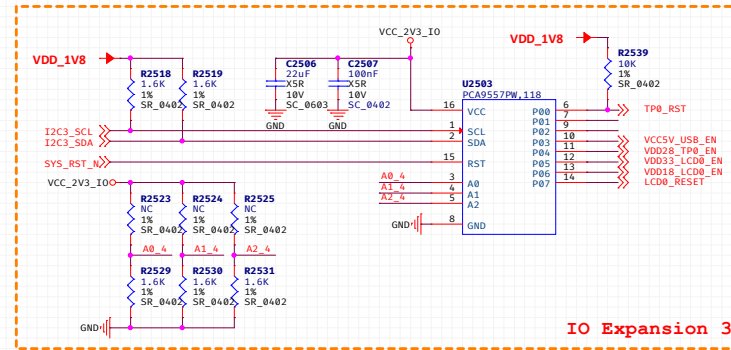 VCC_2V3_IO
VDD_1V8
R2518
1.6K
1%
SR_0402
R2519
1.6K
1%
SR_0402
C2506
22uF
X5R
10V
SC_0603
GND
C2507
100nF
X5R
10V
SC_0402
GND
VDD_1V8
R2539
10K
1%
SR_0402
U2503
PCA9557PW,118
16 VCC
1 SCL
2 SDA
15 RST
3 A0
4 A1
5 A2
8 GND
P00 6 TP0_RST
P01 7
P02 9
P03 10 VCC5V_USB_EN
P04 11 VDD28_TP0_EN
P05 12 VDD33_LCD0_EN
P06 13 VDD18_LCD0_EN
P07 14 LCD0_RESET
I2C3_SCL
I2C3_SDA
SYS_RST_N
A0_4
A1_4
A2_4
GND
VCC_2V3_IO
R2523
NC
1%
SR_0402
R2524
NC
1%
SR_0402
R2525
NC
1%
SR_0402
A0_4
A1_4
A2_4
R2529
1.6K
1%
SR_0402
R2530
1.6K
1%
SR_0402
R2531
1.6K
1%
SR_0402
GND
IO Expansion 3